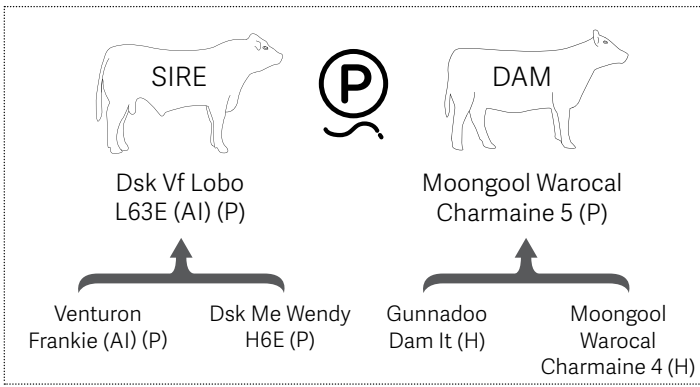 SIRE
P
DAM
Dsk Vf Lobo
L63E (AI) (P)
Moongool Warocal
Charmaine 5 (P)
Venturon
Frankie (AI) (P)
Dsk Me Wendy
H6E (P)
Gunnadoo
Dam It (H)
Moongool
Warocal
Charmaine 4 (H)